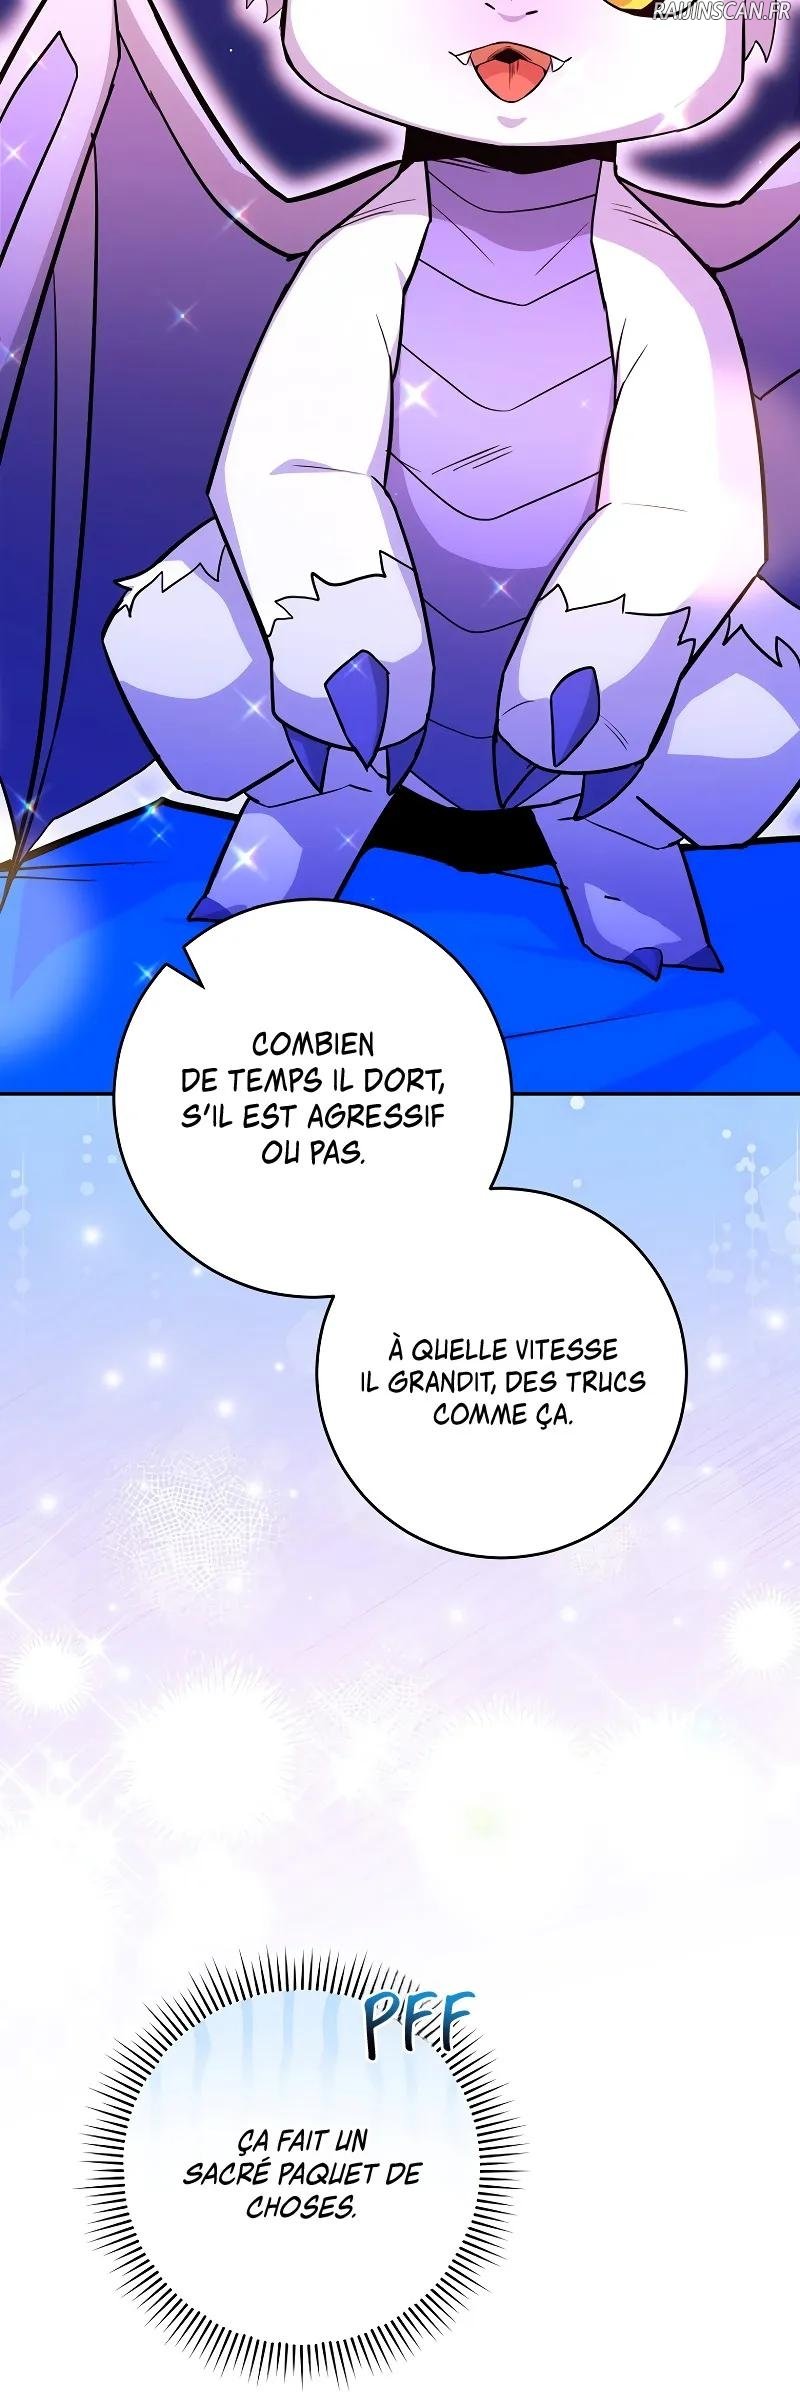 RAIJINSCAN.FR
COMBIEN
DE TEMPS IL DORT,
S'IL EST AGRESSIF
OU PAS.
À QUELLE VITESSE
IL GRANDIT, DES TRUCS
COMME ÇA.
PFF
ÇA FAIT UN
SACRÉ PAQUET DE
CHOSES.